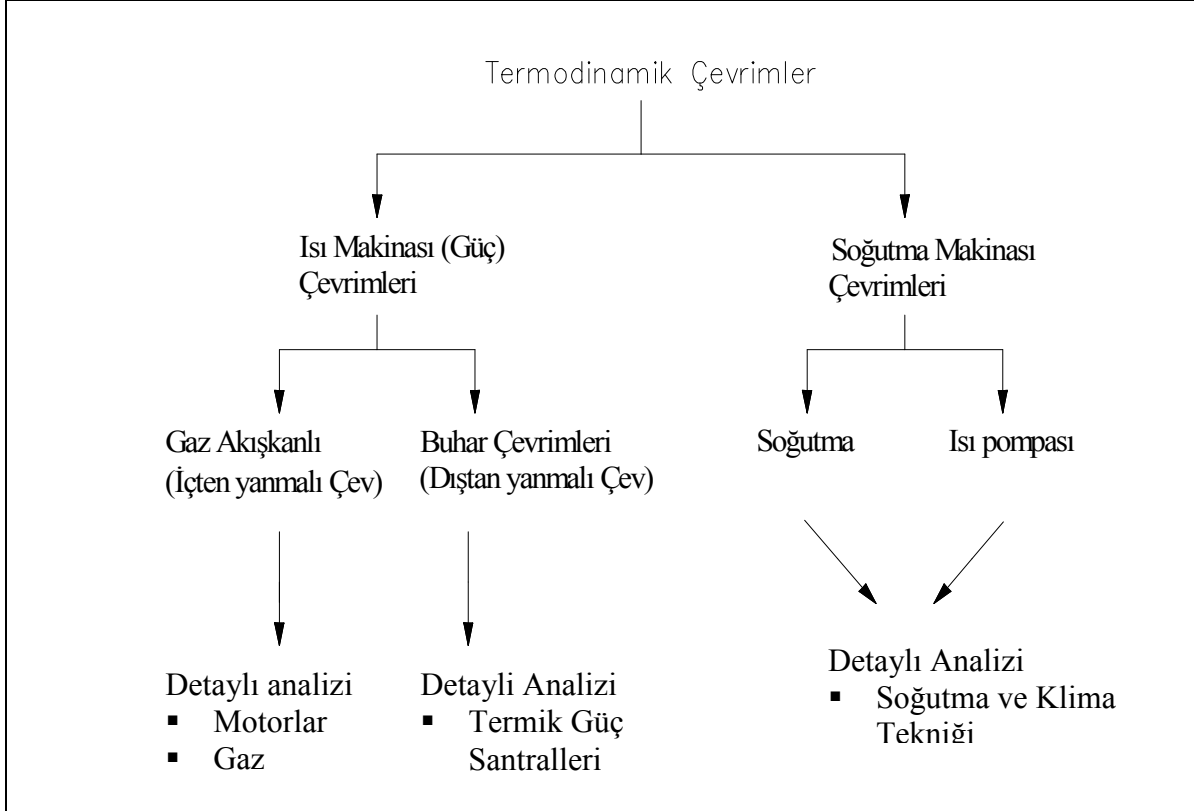 Termodinamik Çevrimler
Isı Makinası (Güç)
Çevrimleri
Soğutma Makinası
Çevrimleri
Gaz Akışkanlı
(İçten yanmalı Çev)
Buhar Çevrimleri
(Dıştan yanmalı Çev)
Soğutma
Isı pompası
Detaylı analizi
▪ Motorlar
▪ Gaz
Detayli Analizi
▪ Termik Güç
Santralleri
Detaylı Analizi
▪ Soğutma ve Klima
Tekniği